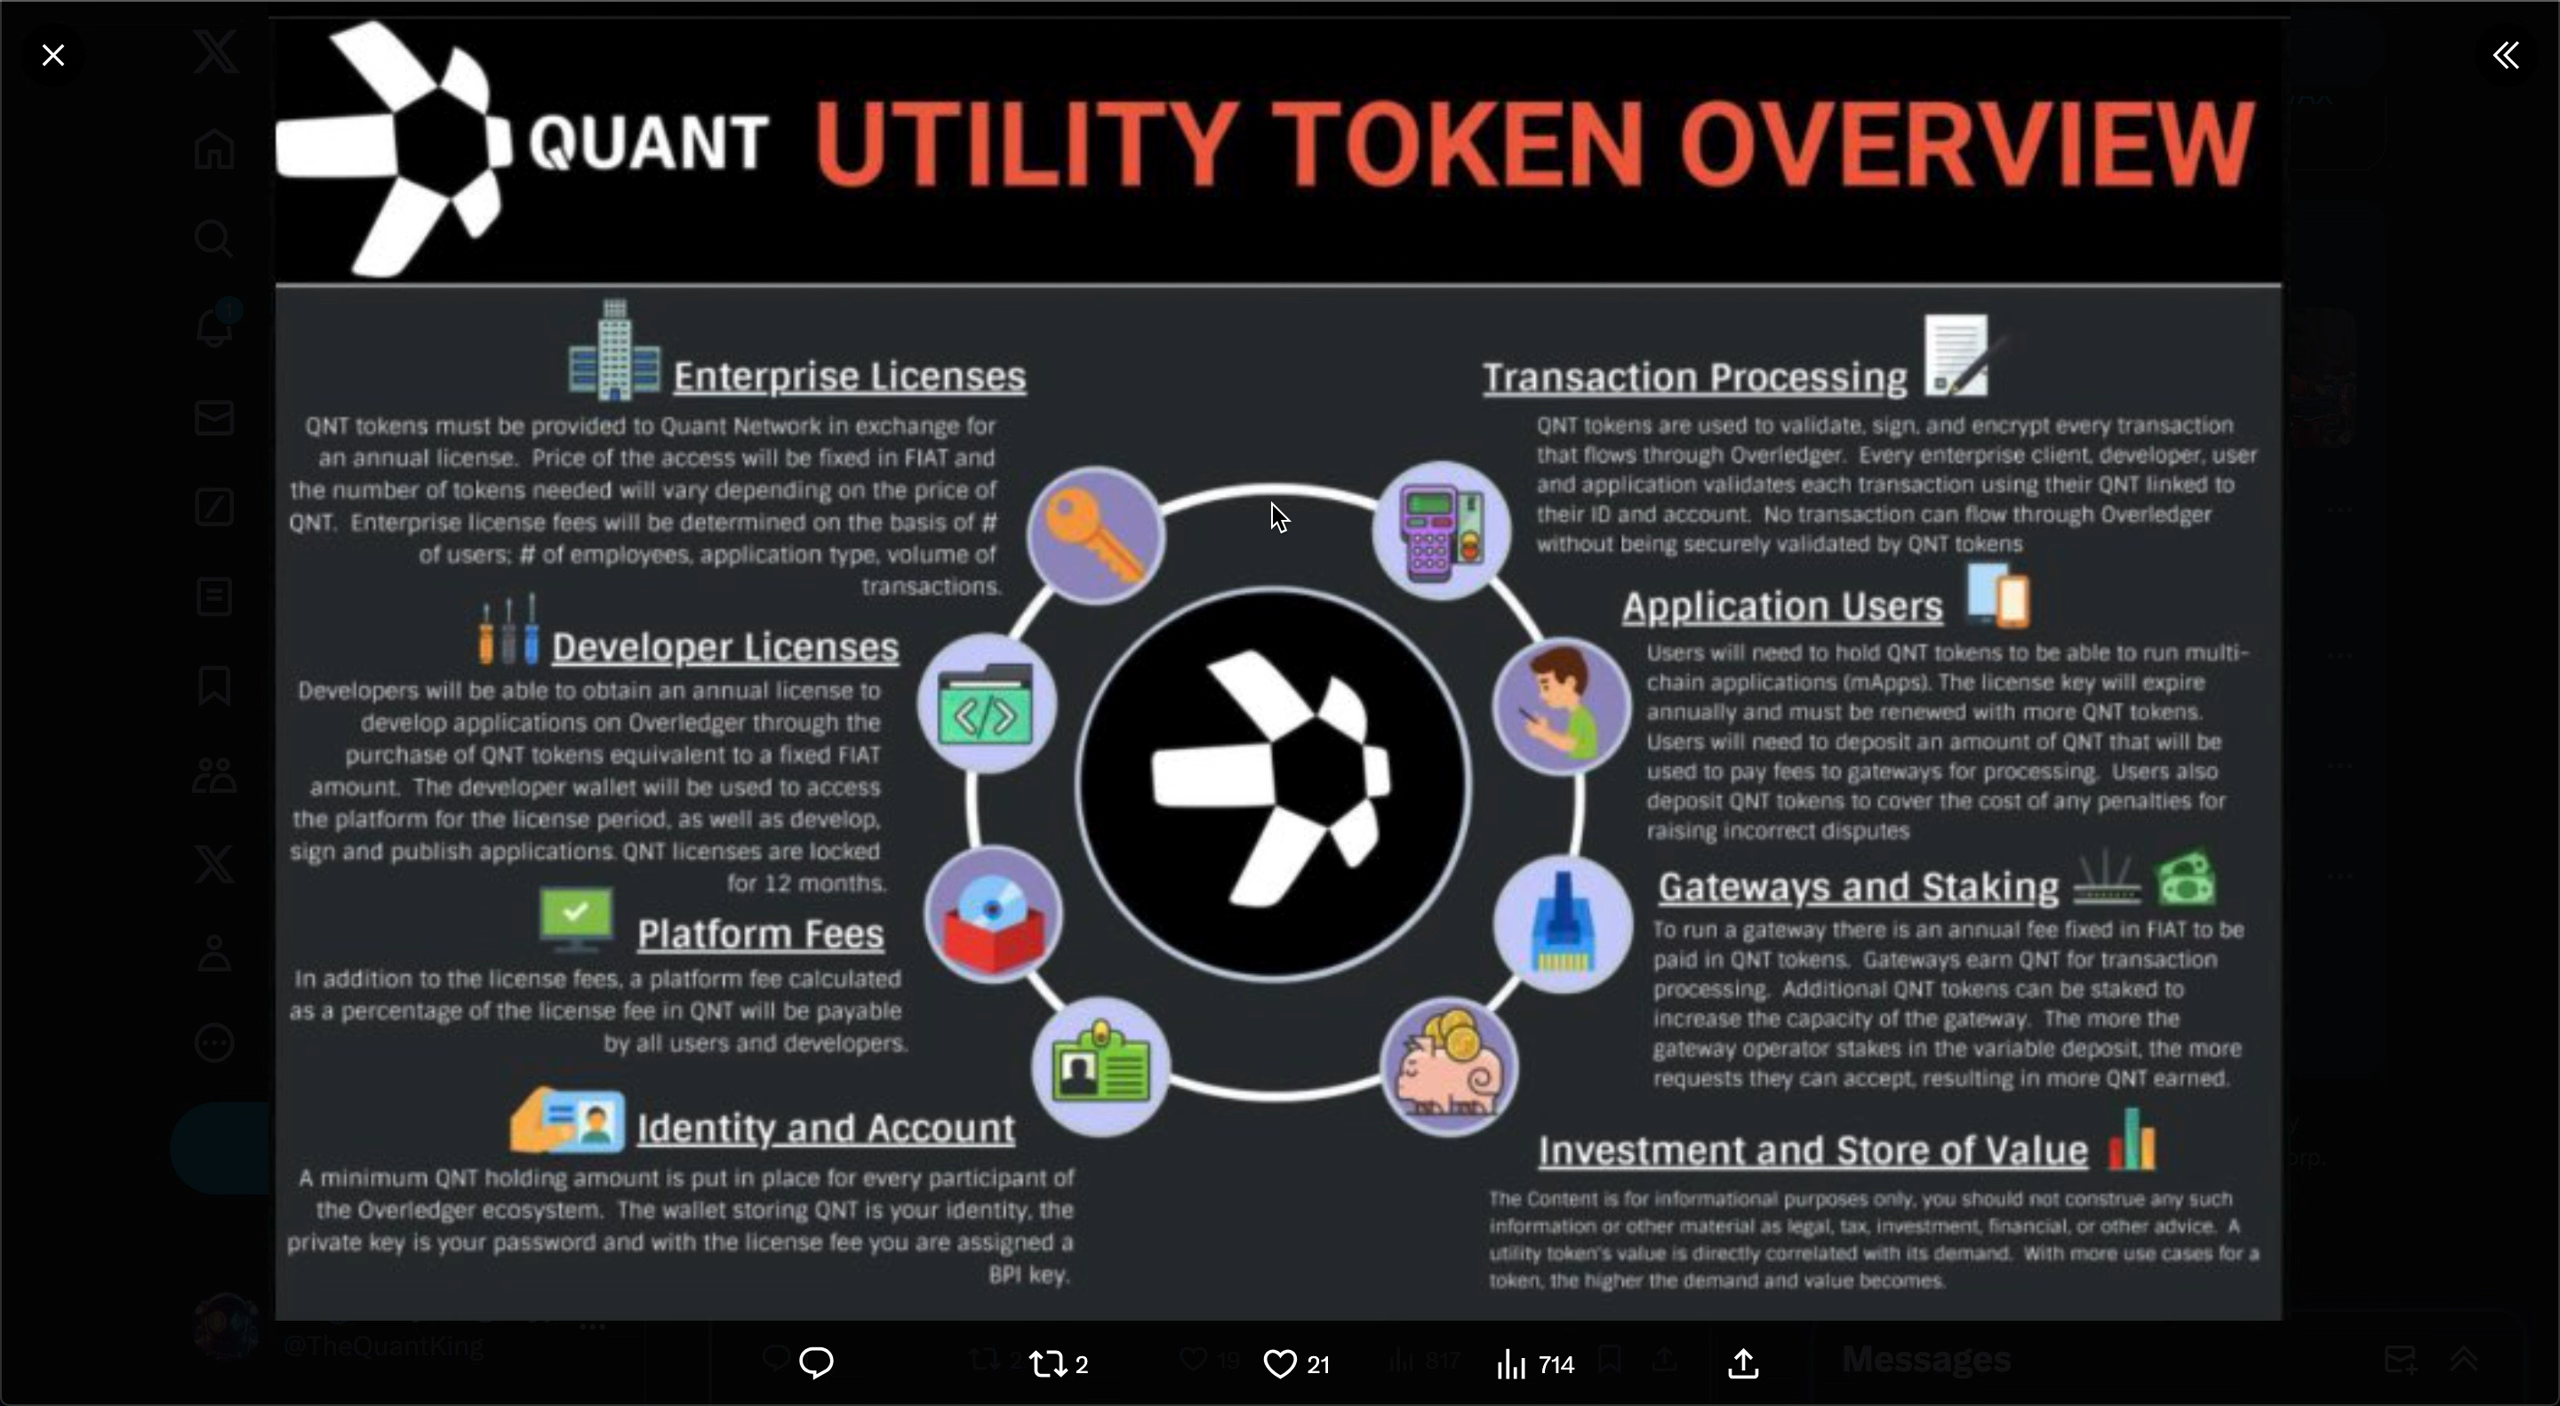 QUANT UTILITY TOKEN OVERVIEW
Enterprise Licenses
QNT tokens must be provided to Quant Network in exchange for
an annual license.  Price of the access will be fixed in FIAT and
the number of tokens needed will vary depending on the price of
QNT.  Enterprise license fees will be determined on the basis of #
of users; # of employees, application type, volume of
transactions.
Developer Licenses
Developers will be able to obtain an annual license to
develop applications on Overledger through the
purchase of QNT tokens equivalent to a fixed FIAT
amount.  The developer wallet will be used to access
the platform for the license period, as well as develop,
sign and publish applications. QNT licenses are locked
for 12 months.
Platform Fees
In addition to the license fees, a platform fee calculated
as a percentage of the license fee in QNT will be payable
by all users and developers.
Identity and Account
A minimum QNT holding amount is put in place for every participant of
the Overledger ecosystem.  The wallet storing QNT is your identity, the
private key is your password and with the license fee you are assigned a
BPI key.
Transaction Processing
QNT tokens are used to validate, sign, and encrypt every transaction
that flows through Overledger.  Every enterprise client, developer, user
and application validates each transaction using their QNT linked to
their ID and account.  No transaction can flow through Overledger
without being securely validated by QNT tokens
Application Users
Users will need to hold QNT tokens to be able to run multi-
chain applications (mApps). The license key will expire
annually and must be renewed with more QNT tokens.
Users will need to deposit an amount of QNT that will be
used to pay fees to gateways for processing.  Users also
deposit QNT tokens to cover the cost of any penalties for
raising incorrect disputes
Gateways and Staking
To run a gateway there is an annual fee fixed in FIAT to be
paid in QNT tokens.  Gateways earn QNT for transaction
processing.  Additional QNT tokens can be staked to
increase the capacity of the gateway.  The more the
gateway operator stakes in the variable deposit, the more
requests they can accept, resulting in more QNT earned.
Investment and Store of Value
The Content is for informational purposes only, you should not construe any such
information or other material as legal, tax, investment, financial, or other advice.  A
utility token's value is directly correlated with its demand.  With more use cases for a
token, the higher the demand and value becomes.
@TheQuantKing
2 21 714
19 817
Messages